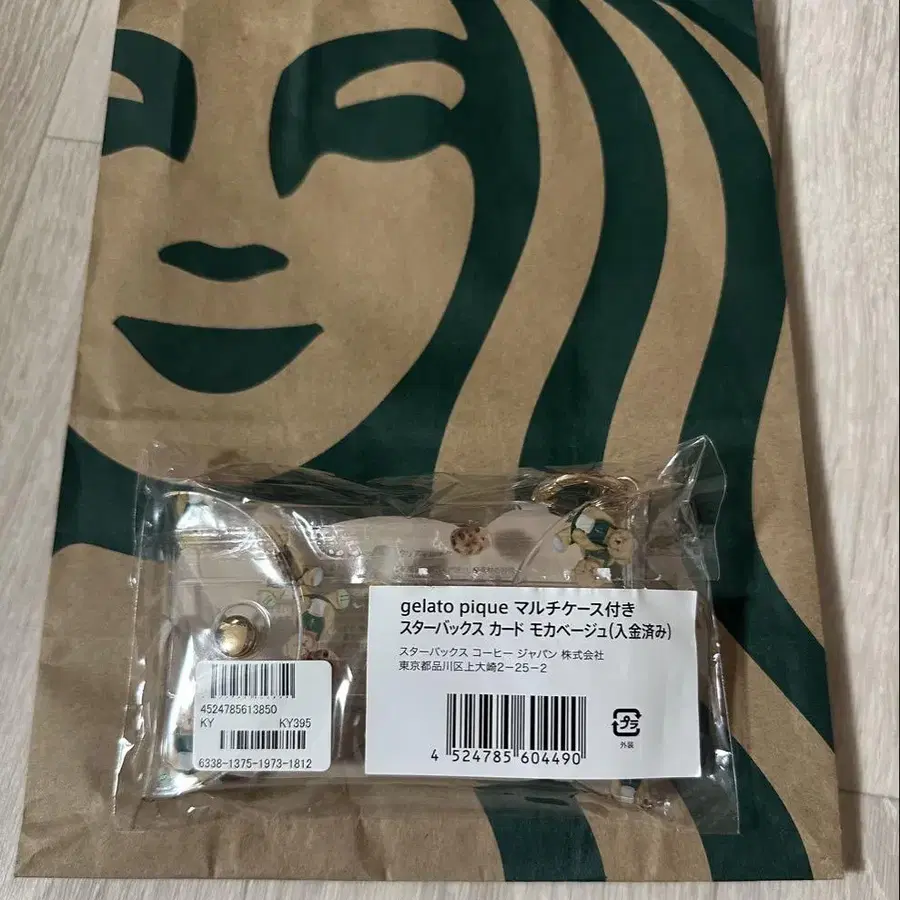 gelato pique マルチケース付き
スターバックス カード モカベージュ(入金済み)
スターバックス コーヒー ジャパン 株式会社
東京都品川区上大崎2-25-2
4 524785 604490
プラ
外装
4524785613850
KY KY395
6338-1375-1973-1812